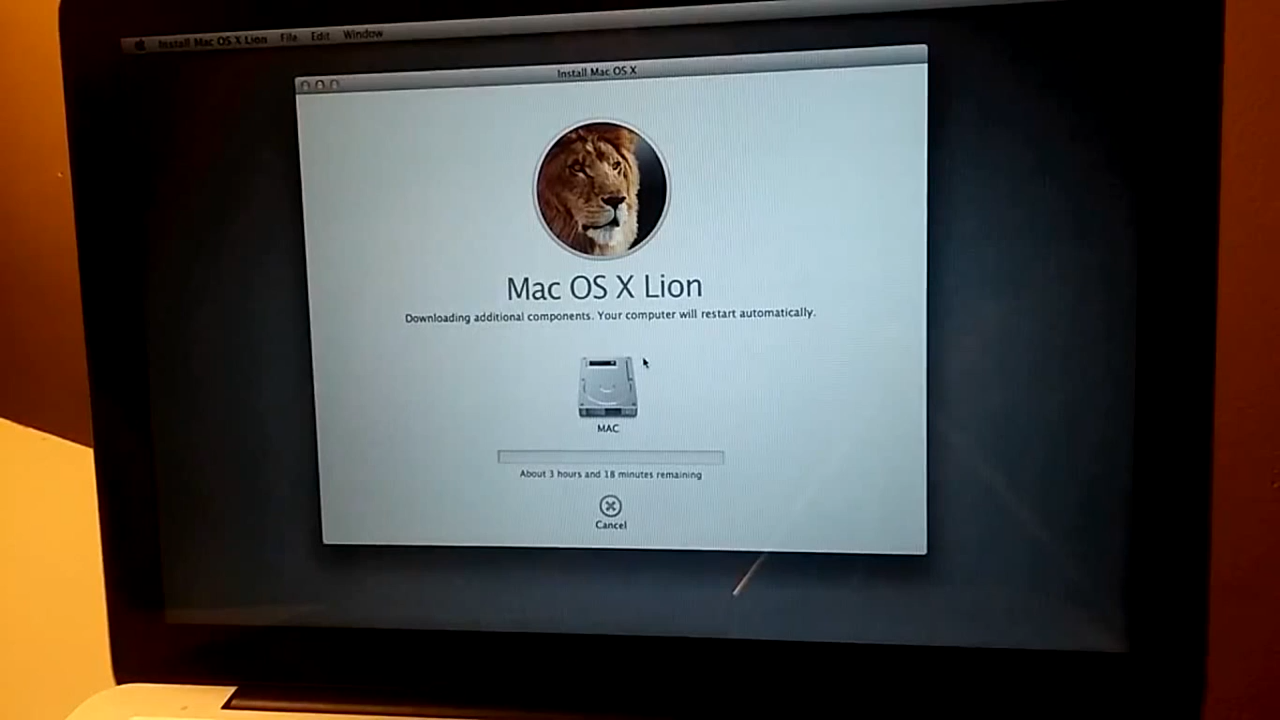 Install Mac OS X Lion File Edit Window
Install Mac OS X
Mac OS X Lion
Downloading additional components. Your computer will restart automatically.
MAC
About 3 hours and 18 minutes remaining
Cancel